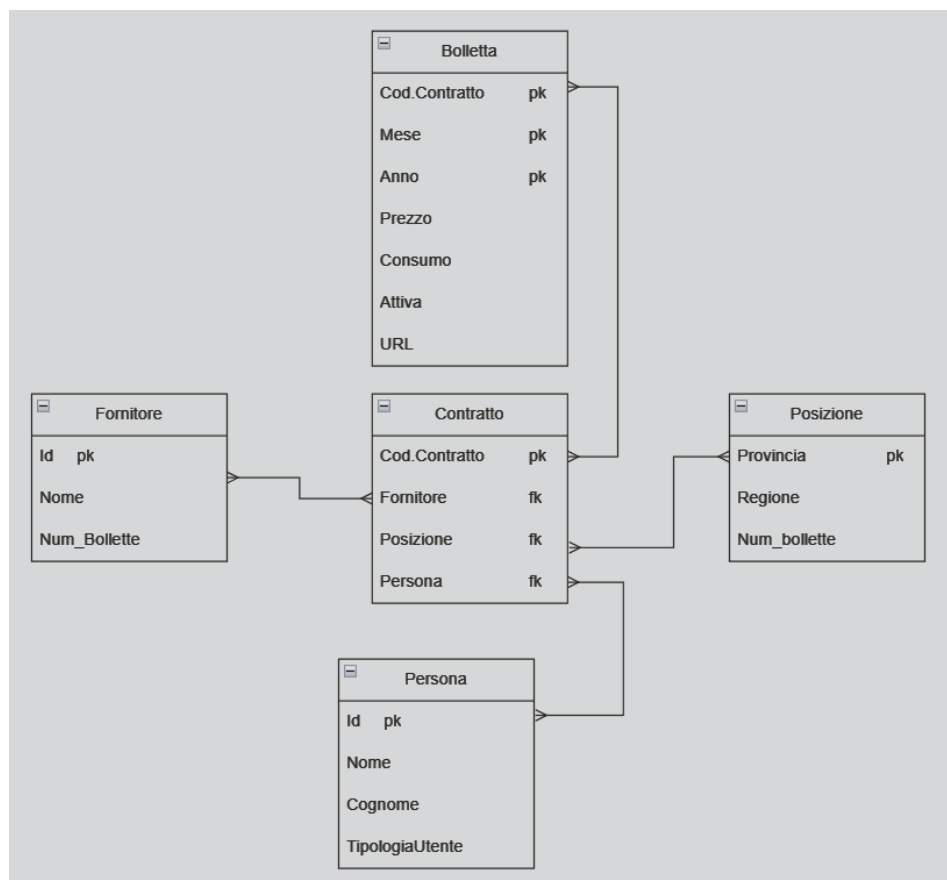 Bolletta
Cod.Contratto pk
Mese pk
Anno pk
Prezzo
Consumo
Attiva
URL
Fornitore
Id pk
Nome
Num_Bollette
Contratto
Cod.Contratto pk
Fornitore fk
Posizione fk
Persona fk
Posizione
Provincia pk
Regione
Num_bollette
Persona
Id pk
Nome
Cognome
TipologiaUtente